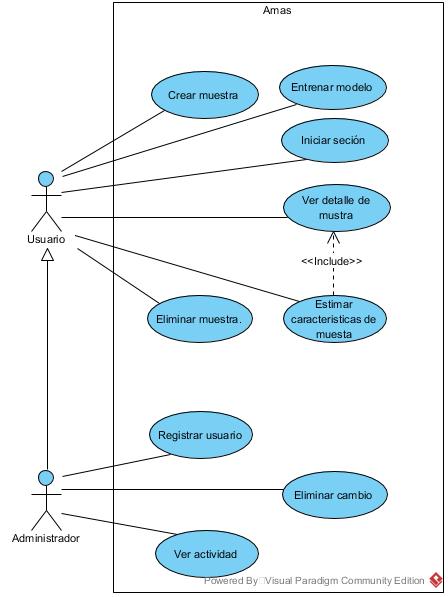 Amas
Crear muestra
Entrenar modelo
Iniciar seción
Ver detalle de
mustra
Usuario
<<Include>>
Eliminar muestra.
Estimar
caracteristicas de
muesta
Registrar usuario
Eliminar cambio
Administrador
Ver actividad
Powered By Visual Paradigm Community Edition